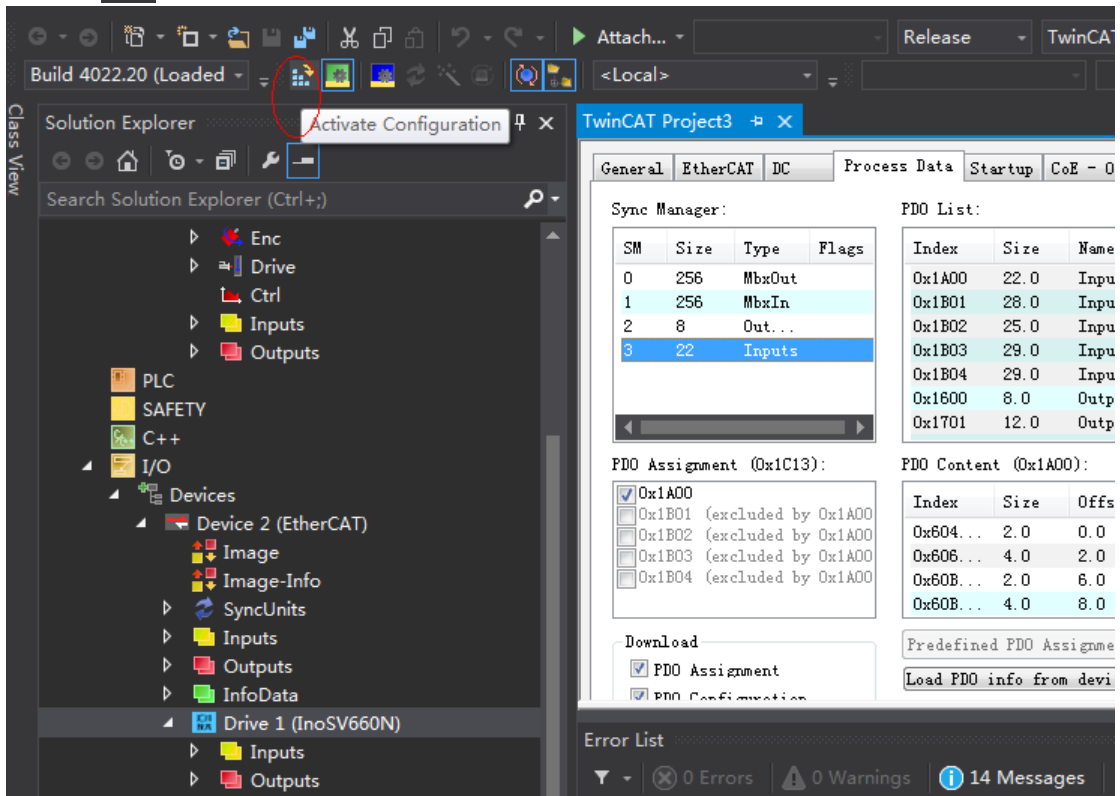 Attach...
Release
TwinCAT
Build 4022.20 (Loaded
<Local>
Class View
Solution Explorer
Activate Configuration
TwinCAT Project3
Search Solution Explorer (Ctrl+;)
Enc
Drive
Ctrl
Inputs
Outputs
PLC
SAFETY
C++
I/O
Devices
Device 2 (EtherCAT)
Image
Image-Info
SyncUnits
Inputs
Outputs
InfoData
Drive 1 (InoSV660N)
Inputs
Outputs
General EtherCAT DC Process Data Startup CoE - O
Sync Manager:
SM Size Type Flags
0 256 MbxOut
1 256 MbxIn
2 8 Out...
3 22 Inputs
PDO List:
Index Size Name
0x1A00 22.0 Inpu
0x1B01 28.0 Inpu
0x1B02 25.0 Inpu
0x1B03 29.0 Inpu
0x1B04 29.0 Inpu
0x1600 8.0 Outp
0x1701 12.0 Outp
PDO Assignment (0x1C13):
0x1A00
0x1B01 (excluded by 0x1A00
0x1B02 (excluded by 0x1A00
0x1B03 (excluded by 0x1A00
0x1B04 (excluded by 0x1A00
PDO Content (0x1A00):
Index Size Offs
0x604... 2.0 0.0
0x606... 4.0 2.0
0x60B... 2.0 6.0
0x60B... 4.0 8.0
Download
PDO Assignment
PDO Configuration
Predefined PDO Assignme
Load PDO info from devi
Error List
0 Errors 0 Warnings 14 Messages